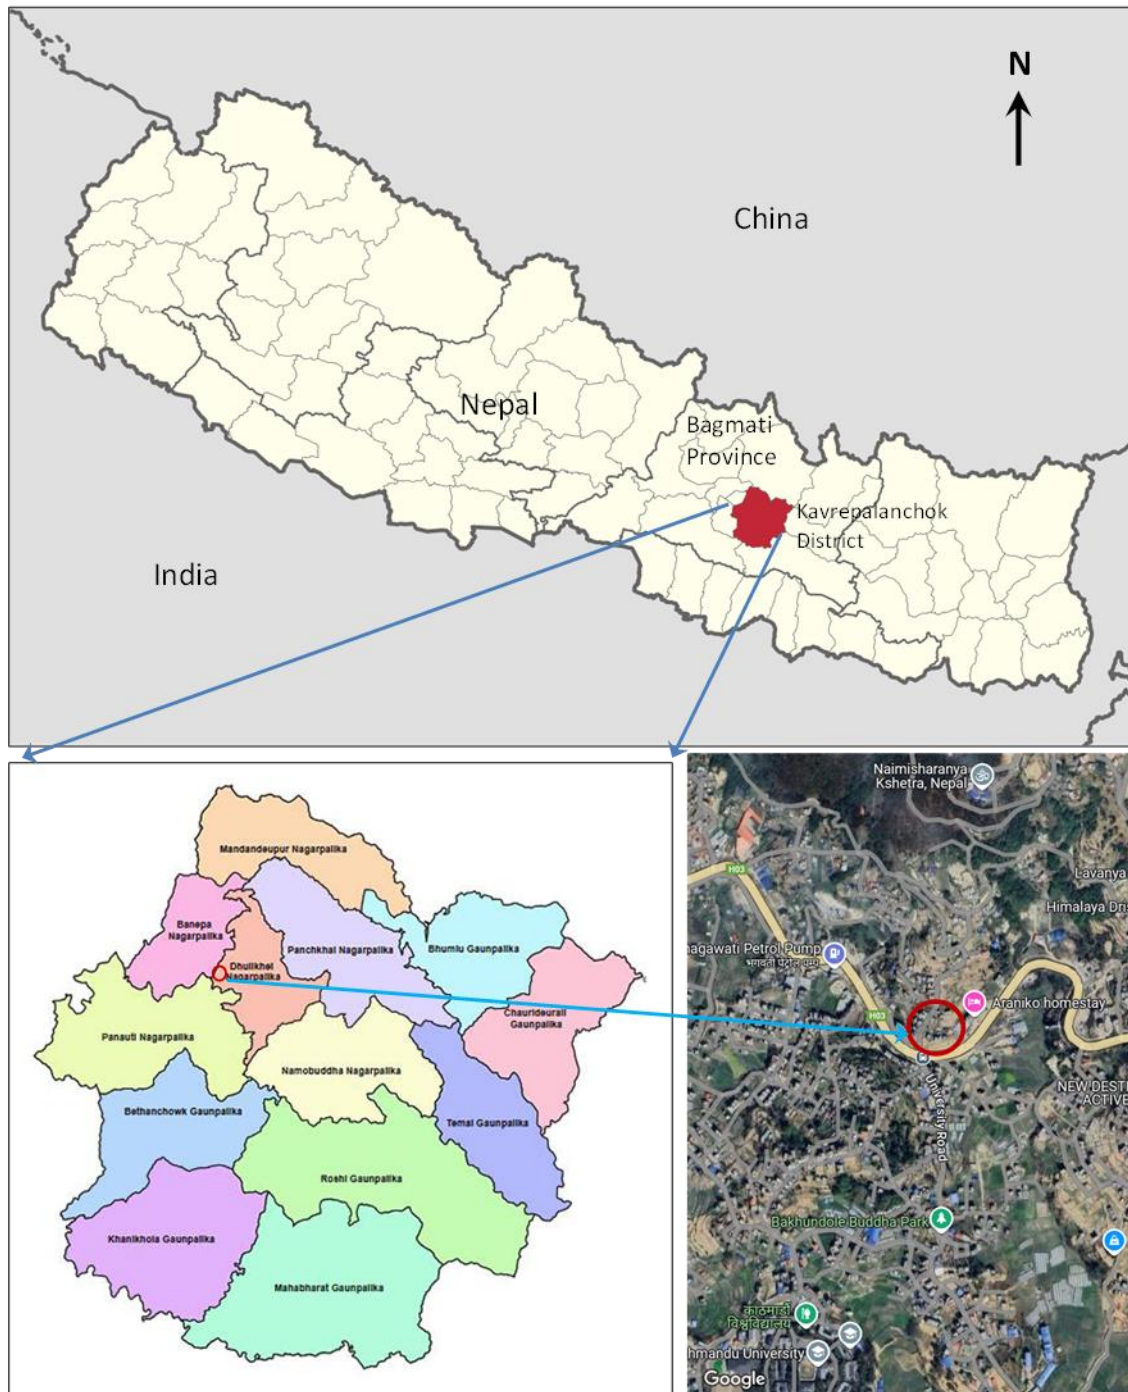 N
China
Nepal
Bagmati
Province
Kavrepalanchok
District
India
Mandandeupur Nagarpalika
Banepa
Nagarpalika
Panchkhal Nagarpalika
Bhumlu Gaunpalika
Dhulikhel
Nagarpalika
Chaurideurali
Gaunpalika
Panauti Nagarpalika
Namobuddha Nagarpalika
Bethanchowk Gaunpalika
Temal Gaunpalika
Roshi Gaunpalika
Khanikhola Gaunpalika
Mahabharat Gaunpalika
Naimisharanya
Kshetra, Nepal
H03
Lavanya
Himalaya Dris
hagawati Petrol Pump
भगवती पेट्रोल पम्प
Araniko homestay
H03
University Road
NEW DEST
ACTIVE
Bakhundole Buddha Park
काठमाडौं
विश्वविद्यालय
hmandu University
Google